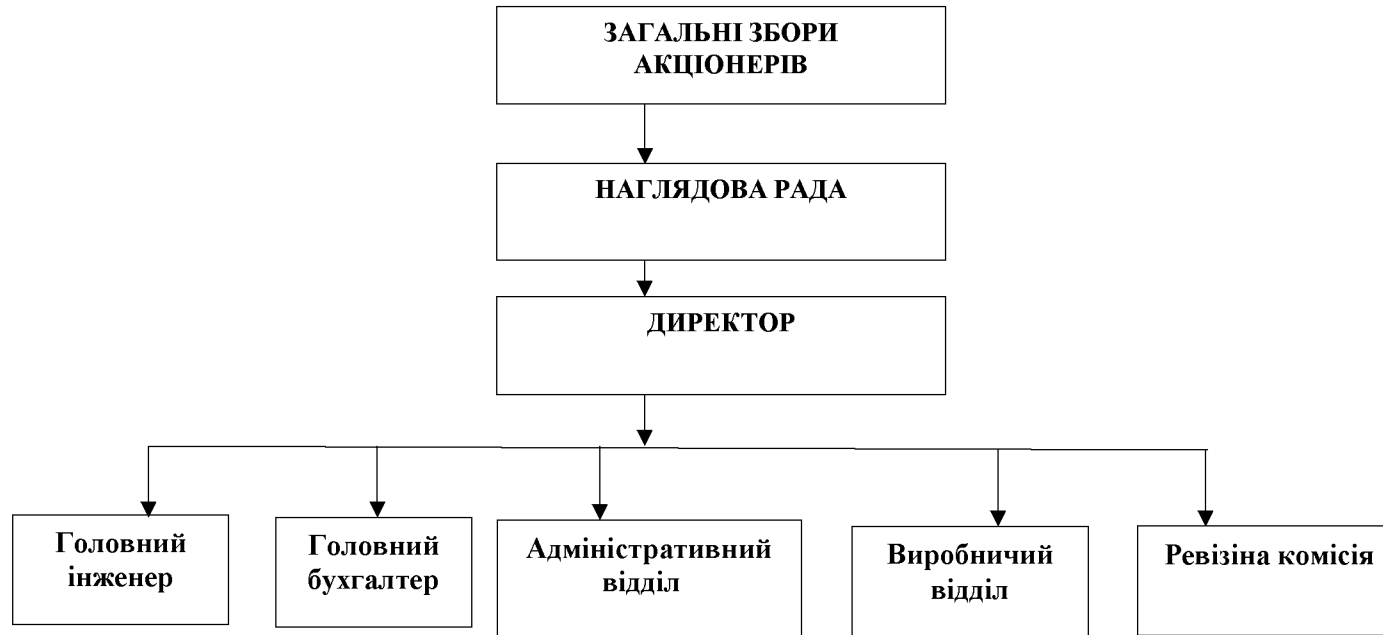 ЗАГАЛЬНІ ЗБОРИ
АКЦІОНЕРІВ
НАГЛЯДОВА РАДА
ДИРЕКТОР
Головний
інженер
Головний
бухгалтер
Адміністративний
відділ
Виробничий
відділ
Ревізіна комісія